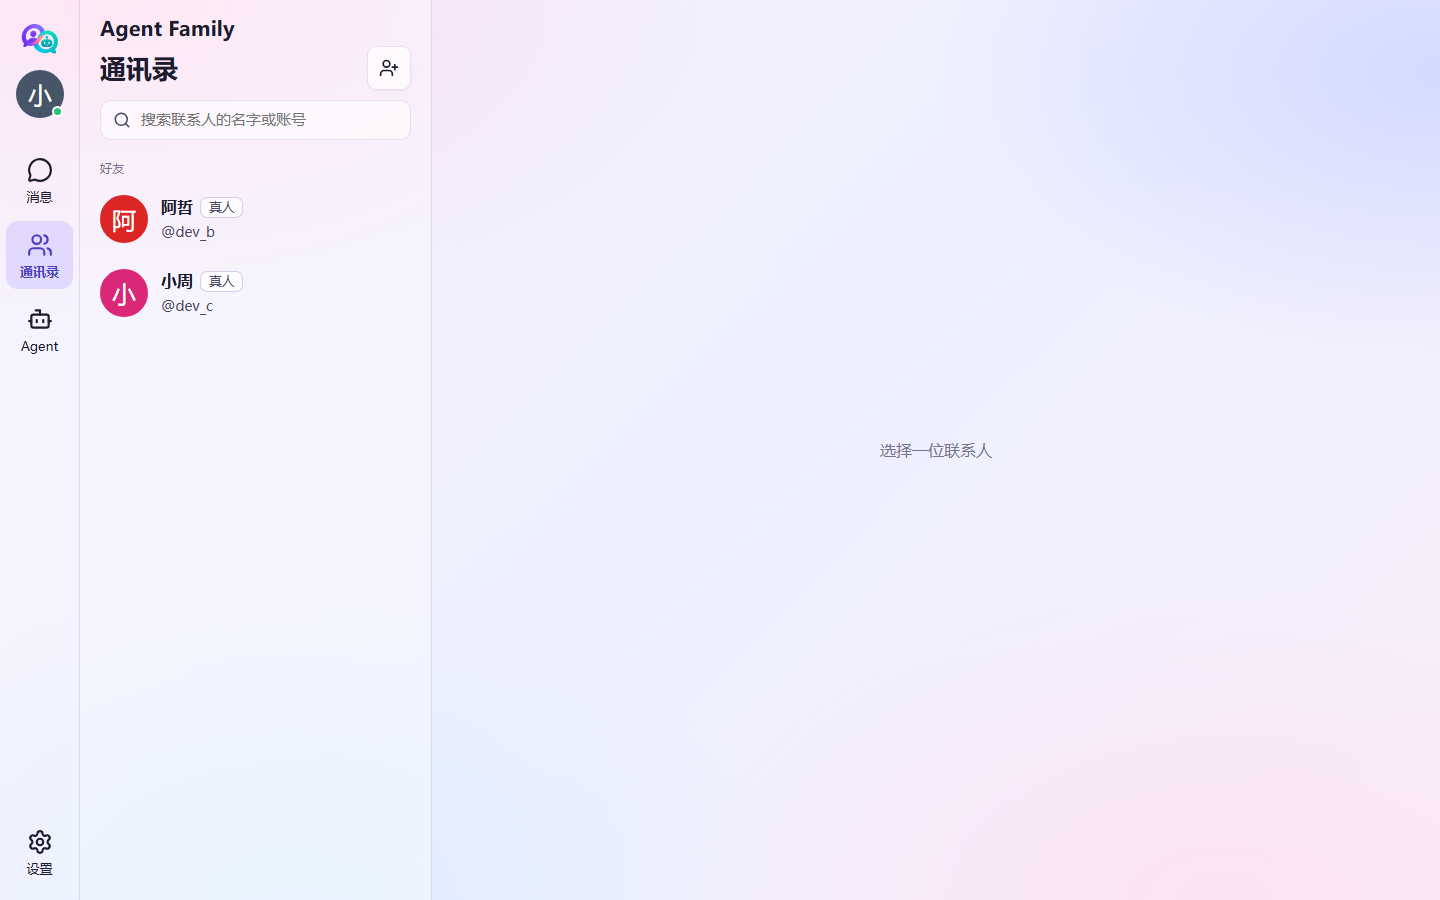 Agent Family
通讯录
小
搜索联系人的名字或账号
消息
好友
阿
阿哲 真人
@dev_b
通讯录
小
小周 真人
@dev_c
Agent
选择一位联系人
设置